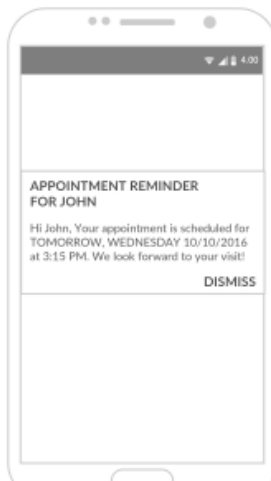 4:00
APPOINTMENT REMINDER
FOR JOHN
Hi John, Your appointment is scheduled for
TOMORROW, WEDNESDAY 10/10/2016
at 3:15 PM. We look forward to your visit!
DISMISS